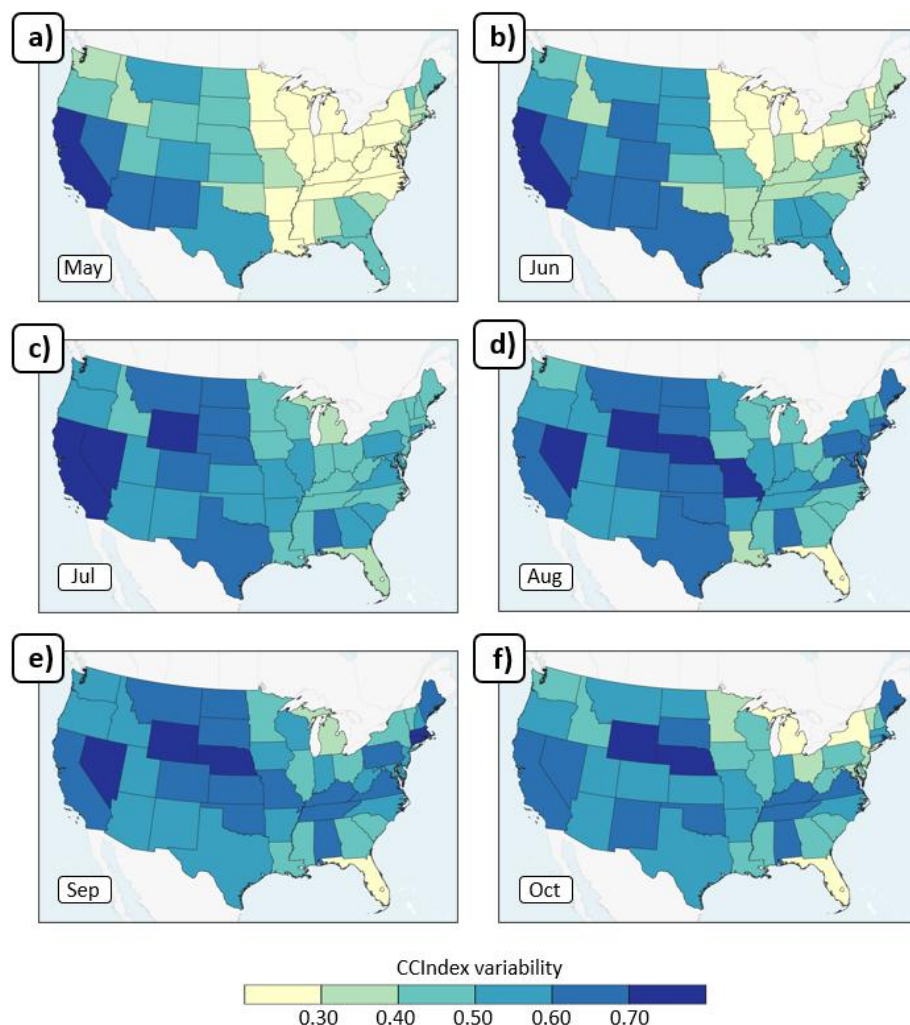 a)
b)
May
Jun
c)
d)
Jul
Aug
e)
f)
Sep
Oct
CCIndex variability
0.30 0.40 0.50 0.60 0.70